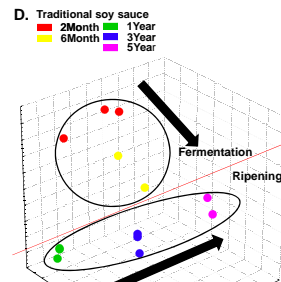 D. Traditional soy sauce
2Month 1Year
6Month 3Year
5Year
Fermentation
Ripening